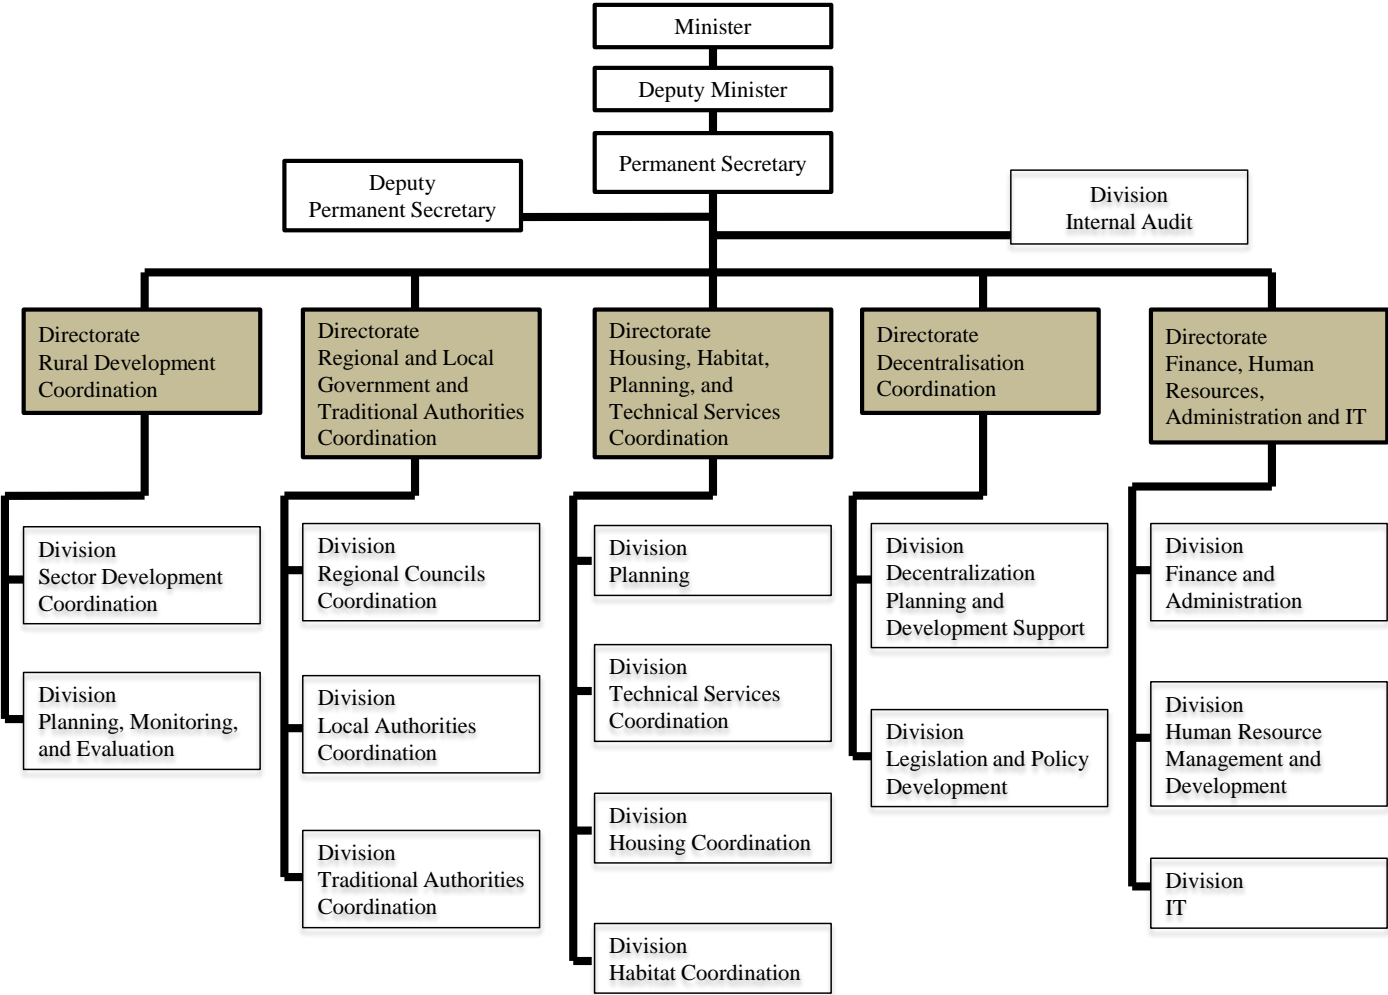 Minister
Deputy Minister
Permanent Secretary
Deputy
Permanent Secretary
Division
Internal Audit
Directorate
Rural Development
Coordination
Directorate
Regional and Local
Government and
Traditional Authorities
Coordination
Directorate
Housing, Habitat,
Planning, and
Technical Services
Coordination
Directorate
Decentralisation
Coordination
Directorate
Finance, Human
Resources,
Administration and IT
Division
Sector Development
Coordination
Division
Planning, Monitoring,
and Evaluation
Division
Regional Councils
Coordination
Division
Local Authorities
Coordination
Division
Traditional Authorities
Coordination
Division
Planning
Division
Technical Services
Coordination
Division
Housing Coordination
Division
Habitat Coordination
Division
Decentralization
Planning and
Development Support
Division
Legislation and Policy
Development
Division
Finance and
Administration
Division
Human Resource
Management and
Development
Division
IT